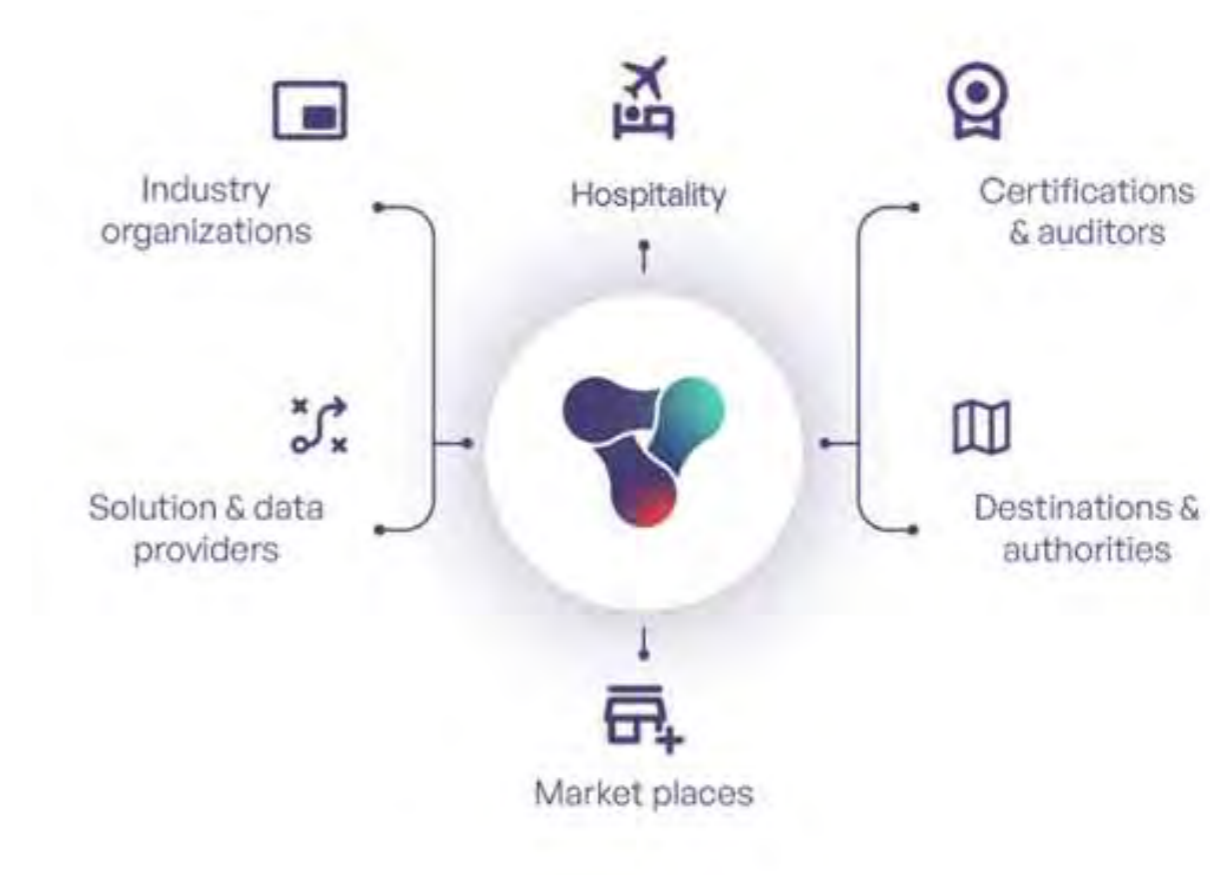 Industry
organizations
Hospitality
Certifications
& auditors
Solution & data
providers
Destinations &
authorities
Market places